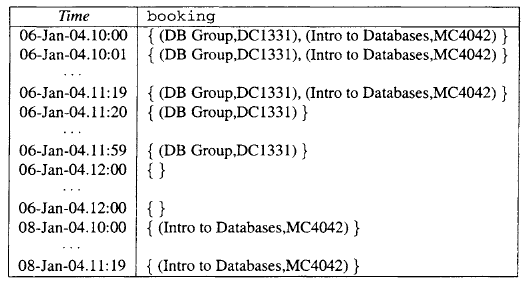 Time booking
06-Jan-04.10:00 { (DB Group,DC1331), (Intro to Databases,MC4042) }
06-Jan-04.10:01 { (DB Group,DC1331), (Intro to Databases,MC4042) }
...
06-Jan-04.11:19 { (DB Group,DC1331), (Intro to Databases,MC4042) }
06-Jan-04.11:20 { (DB Group,DC1331) }
...
06-Jan-04.11:59 { (DB Group,DC1331) }
06-Jan-04.12:00 { }
...
06-Jan-04.12:00 { }
08-Jan-04.10:00 { (Intro to Databases,MC4042) }
...
08-Jan-04.11:19 { (Intro to Databases,MC4042) }